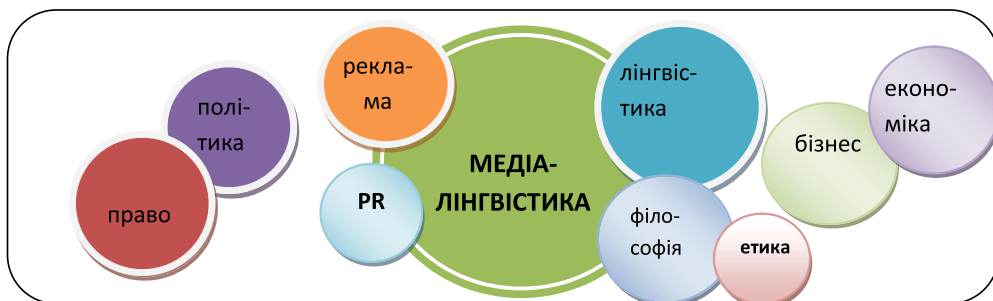 полі-
тика
право
рекла-
ма
PR
МЕДІА-
ЛІНГВІСТИКА
лінгвіс-
тика
філо-
софія
етика
бізнес
еконо-
міка